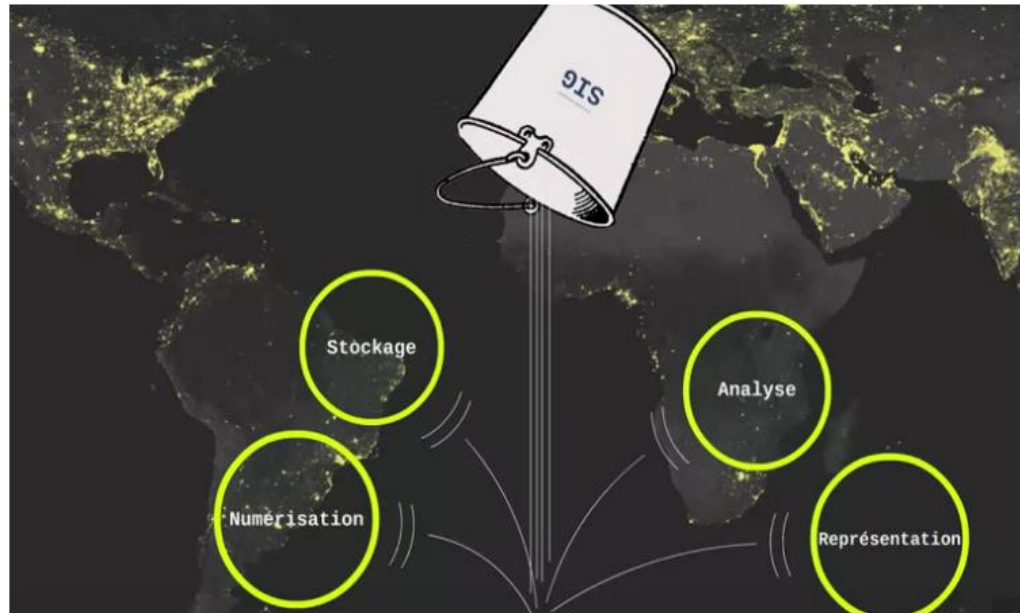 SIG
Stockage
Analyse
Numérisation
Représentation